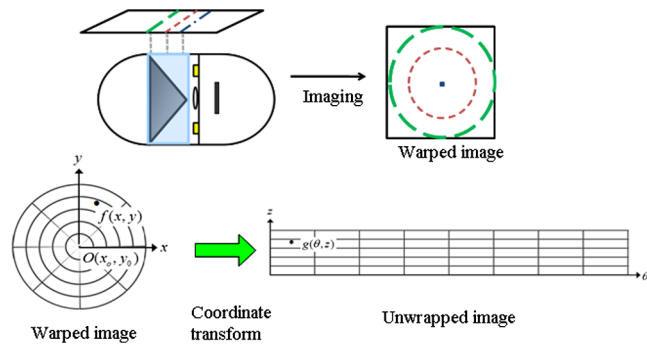 Imaging
Warped image
y
f(x, y)
x
O(x₀, y₀)
Warped image
Coordinate
transform
z
g(θ, z)
θ
Unwrapped image